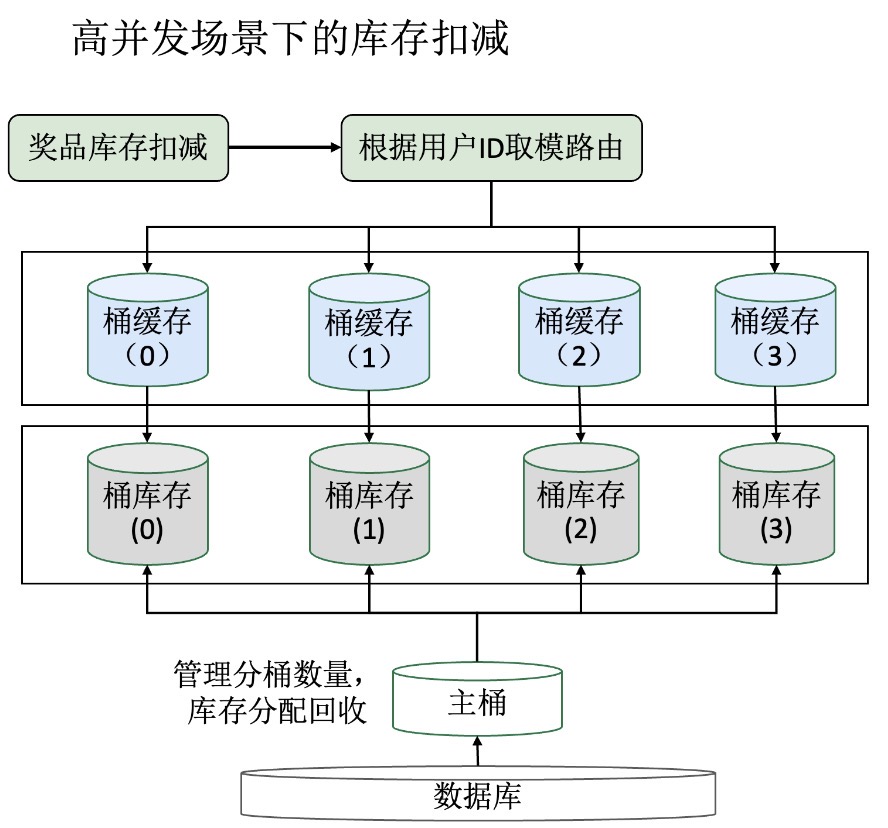 高并发场景下的库存扣减
奖品库存扣减
根据用户ID取模路由
桶缓存
（0）
桶缓存
（1）
桶缓存
（2）
桶缓存
（3）
桶库存
(0)
桶库存
(1)
桶库存
(2)
桶库存
(3)
管理分桶数量，
库存分配回收
主桶
数据库